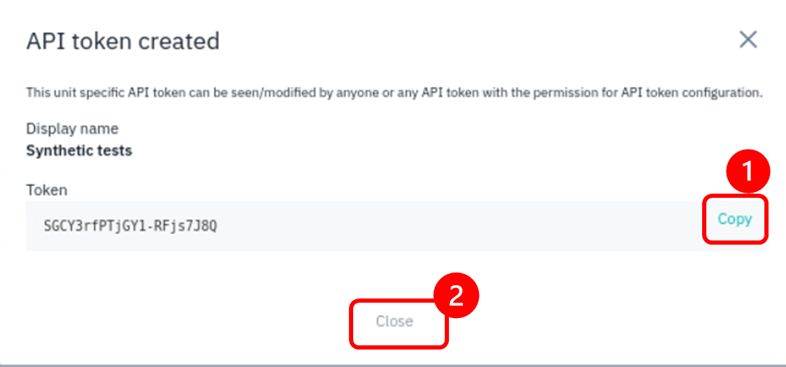 API token created
This unit specific API token can be seen/modified by anyone or any API token with the permission for API token configuration.
Display name
Synthetic tests
Token
1
SGCY3rfPTjGY1-RFjs7J8Q
Copy
2
Close